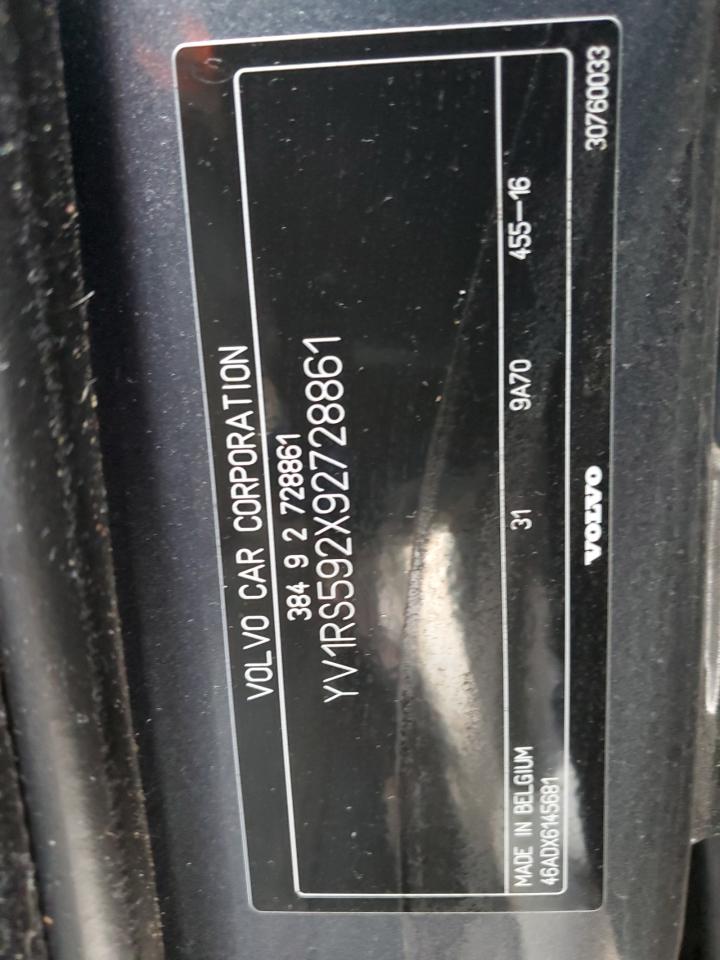 VOLVO CAR CORPORATION
384 9 2 728861
YV1RS592X92728861
MADE IN BELGIUM 31 9A70 455-16
46ADX6145681
VOLVO 30760033